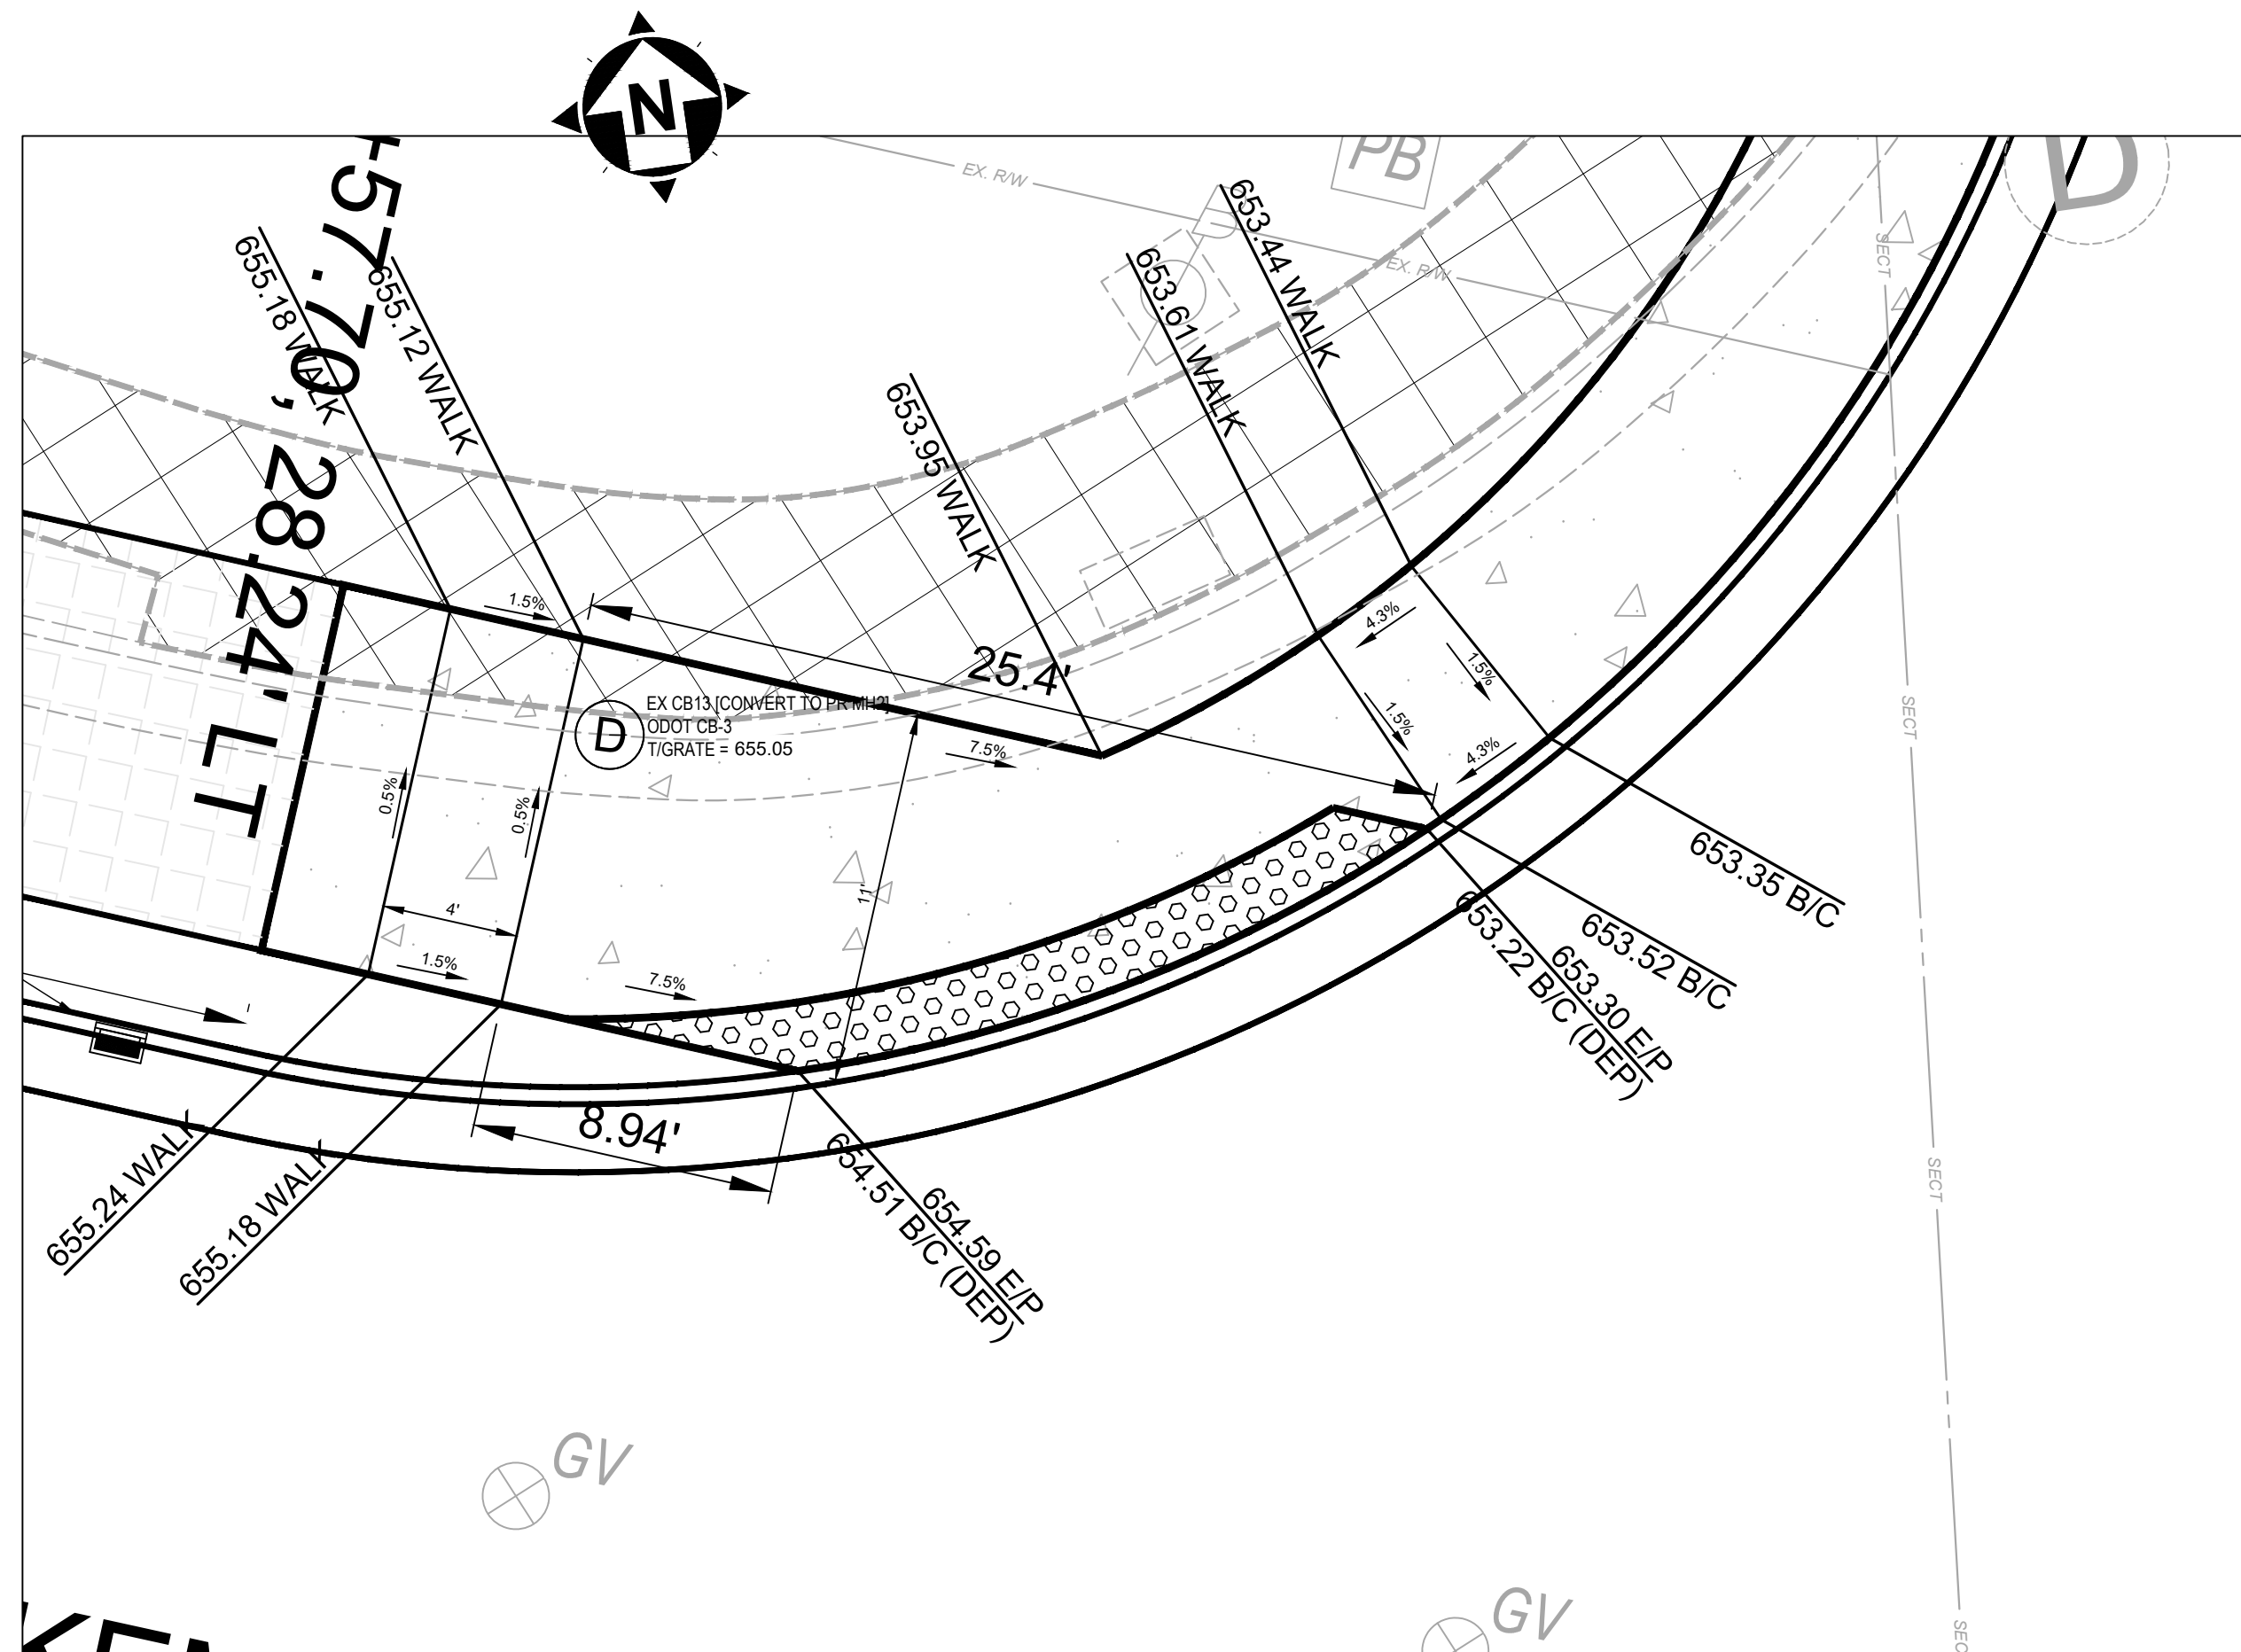 N
+57.70, 28.24' LT
EX. R/W
PB
D
655.18 WALK
655.12 WALK
653.95 WALK
653.61 WALK
653.44 WALK
EX. R/W
SECT
1.5%
25.4'
4.3%
1.5%
1.5%
4.3%
EX CB13 [CONVERT TO PR MH2]
D
ODOT CB-3
T/GRATE = 655.05
7.5%
SECT
0.5%
0.5%
11'
4'
1.5%
7.5%
653.35 B/C
653.52 B/C
653.30 E/P
653.22 B/C (DEP)
8.94'
655.24 WALK
655.18 WALK
654.59 E/P
654.51 B/C (DEP)
SECT
GV
GV